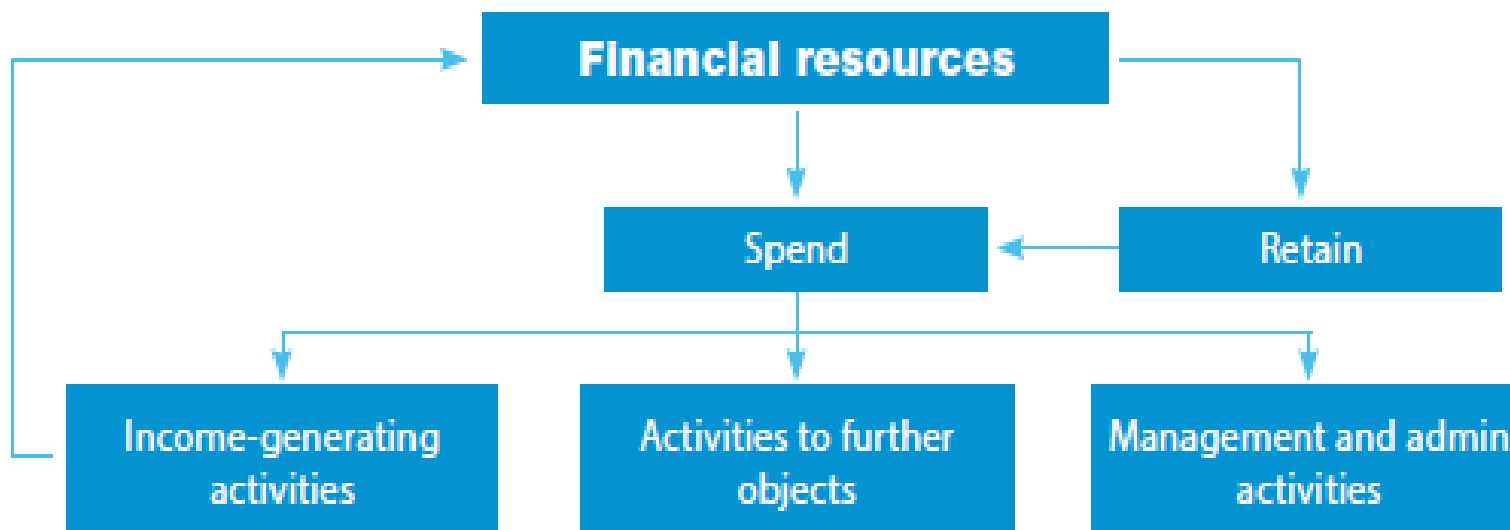 Financial resources
Spend
Retain
Income-generating
activities
Activities to further
objects
Management and admin
activities